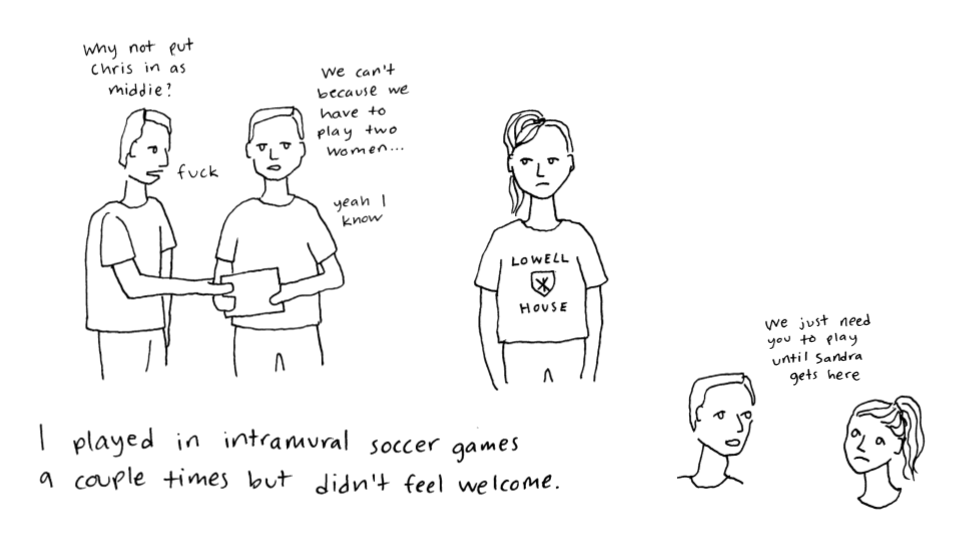 Why not put
Chris in as
middie?
fuck
We can't
because we
have to
play two
women...
yeah I
know
LOWELL
HOUSE
We just need
you to play
until Sandra
gets here
I played in intramural soccer games
a couple times but didn't feel welcome.